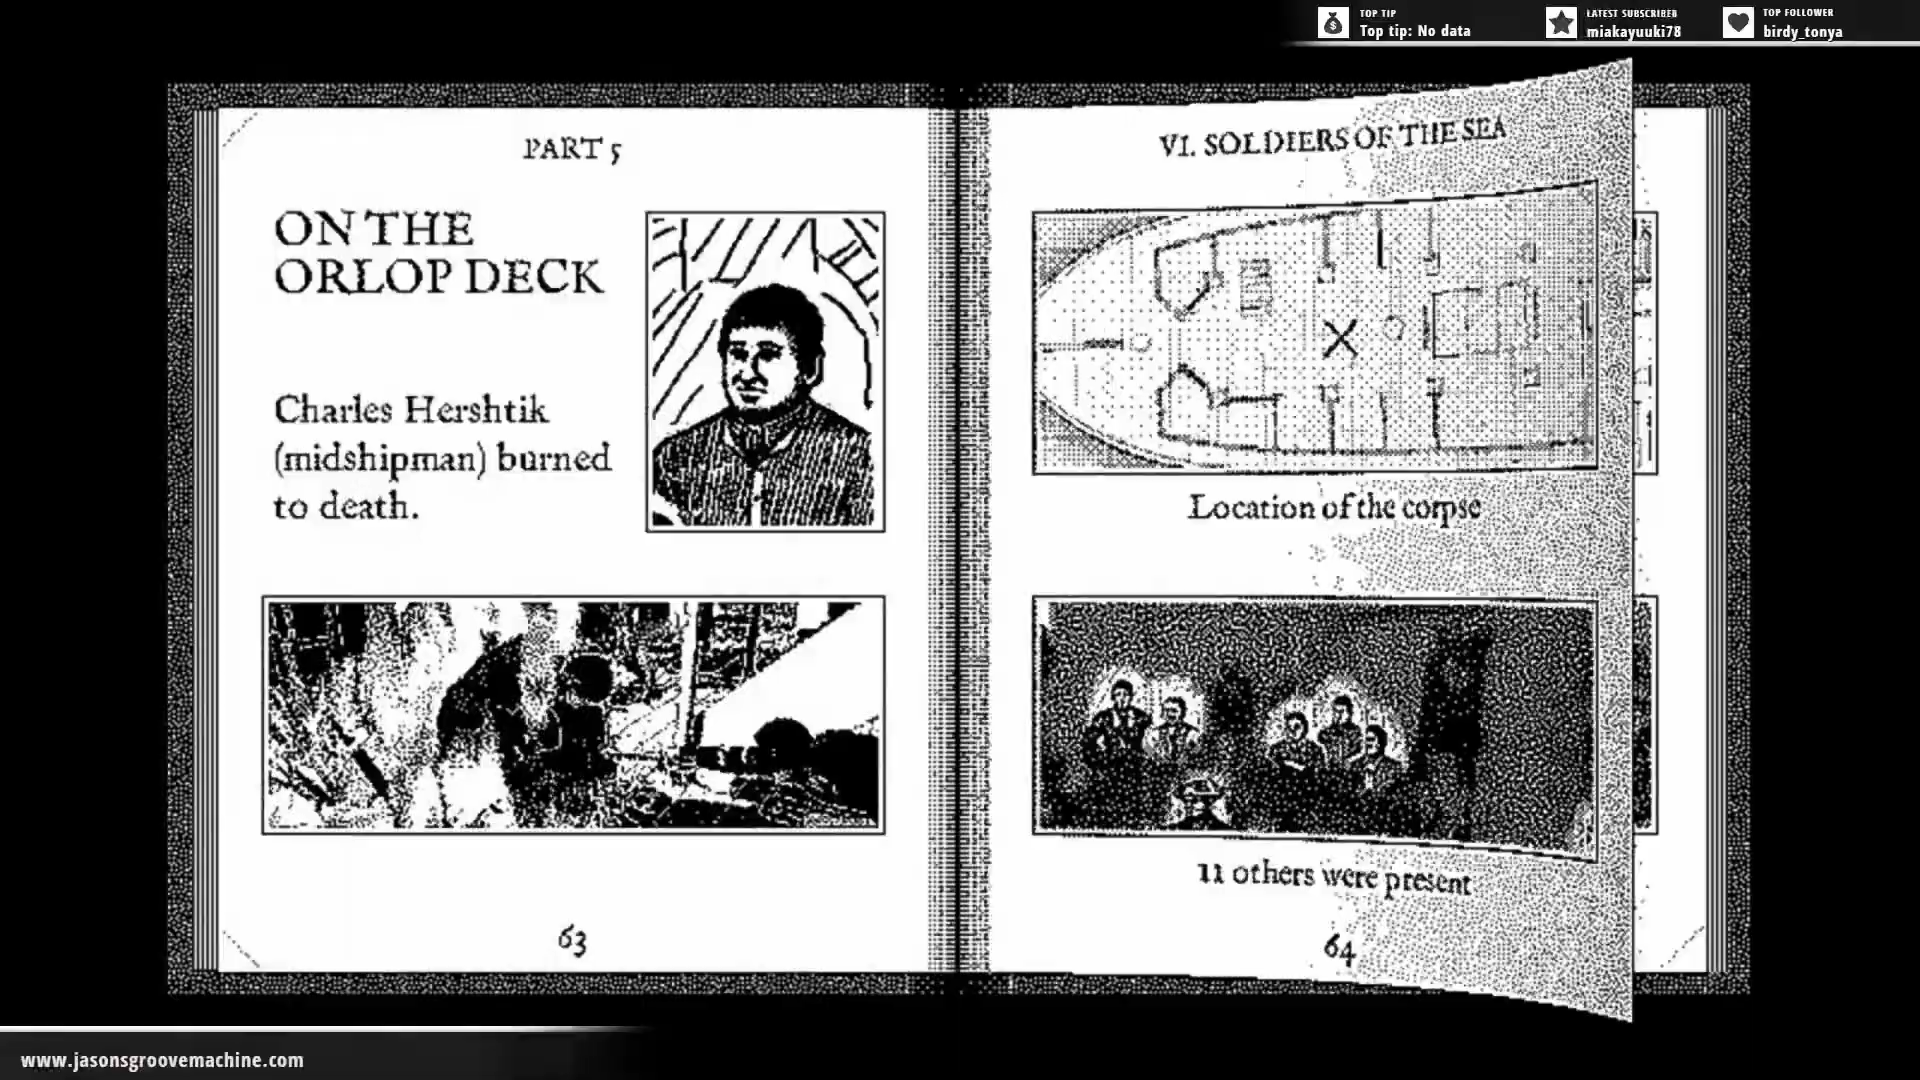 TOP TIP
Top tip: No data
LATEST SUBSCRIBER
miakayuuki78
TOP FOLLOWER
birdy_tonya
PART 5
ON THE
ORLOP DECK
Charles Hershtik
(midshipman) burned
to death.
63
VI. SOLDIERS OF THE SEA
Location of the corpse
11 others were present
64
www.jasonsgroovemachine.com